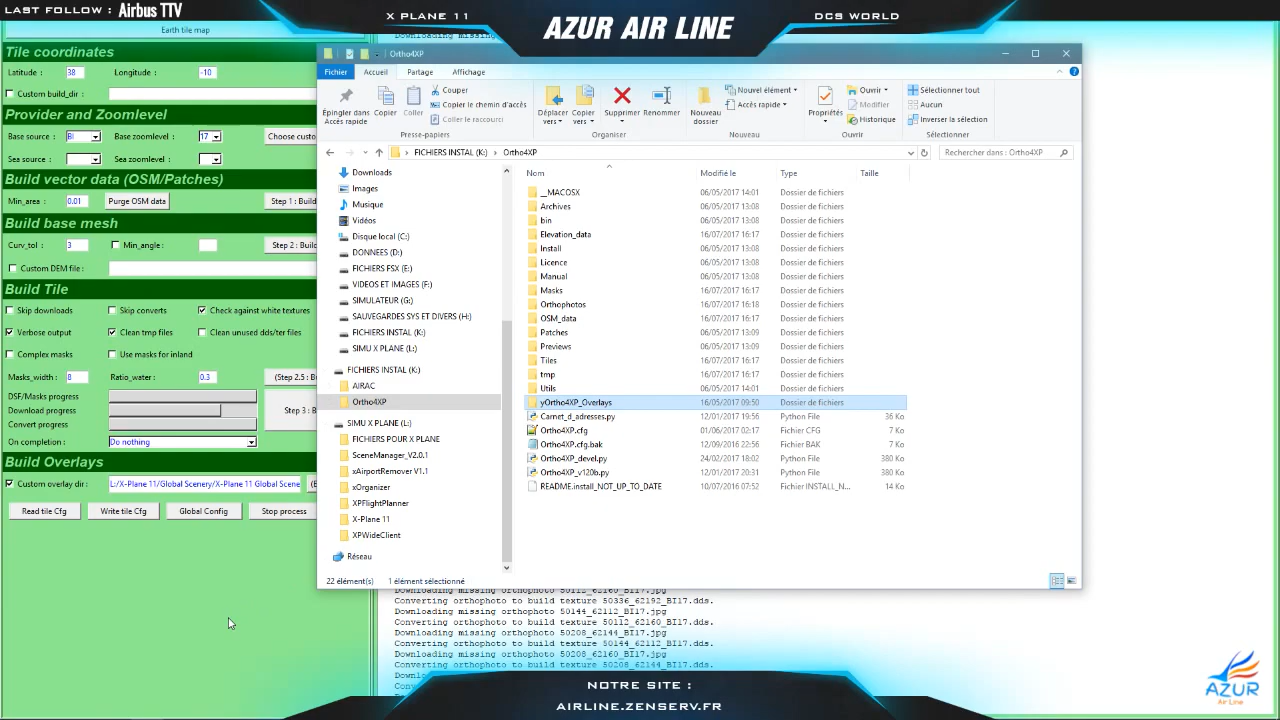 LAST FOLLOW : Airbus TTV
X PLANE 11
AZUR AIR LINE
DCS WORLD
Earth tile map
Tile coordinates
Latitude : 38 Longitude : -10
Custom build_dir :
Provider and Zoomlevel
Base source : BI Base zoomlevel : 17 Choose custo
Sea source : Sea zoomlevel :
Build vector data (OSM/Patches)
Min_area : 0.01 Purge OSM data Step 1 : Build
Build base mesh
Curv_tol : 3 Min_angle : Step 2 : Build
Custom DEM file :
Build Tile
Skip downloads Skip converts Check against white textures
Verbose output Clean tmp files Clean unused dds/ter files
Complex masks Use masks for inland
Masks_width : 8 Ratio_water : 0.3 (Step 2.5 : B
DSF/Masks progress
Download progress Step 3 : B
Convert progress
On completion : Do nothing
Build Overlays
Custom overlay dir : L:/X-Plane 11/Global Scenery/X-Plane 11 Global Scene
Read tile Cfg Write tile Cfg Global Config Stop process
Downloading missing
Ortho4XP
Fichier Accueil Partage Affichage
Épingler dans Accès rapide
Copier
Coller
Couper
Copier le chemin d'accès
Coller le raccourci
Déplacer vers
Copier vers
Supprimer
Renommer
Nouveau dossier
Nouvel élément
Accès rapide
Propriétés
Ouvrir
Modifier
Historique
Sélectionner tout
Aucun
Inverser la sélection
Presse-papiers Organiser Nouveau Ouvrir Sélectionner
FICHIERS INSTAL (K:) Ortho4XP Rechercher dans : Ortho4XP
Downloads
Images
Musique
Vidéos
Disque local (C:)
DONNEES (D:)
FICHIERS FSX (E:)
VIDEOS ET IMAGES (F:)
SIMULATEUR (G:)
SAUVEGARDES SYS ET DIVERS (H:)
FICHIERS INSTAL (K:)
SIMU X PLANE (L:)
FICHIERS INSTAL (K:)
AIRAC
Ortho4XP
SIMU X PLANE (L:)
FICHIERS POUR X PLANE
SceneManager_V2.0.1
xAirportRemover V1.1
xOrganizer
XPFlightPlanner
X-Plane 11
XPWideClient
Réseau
Nom Modifié le Type Taille
__MACOSX 06/05/2017 14:01 Dossier de fichiers
Archives 06/05/2017 13:08 Dossier de fichiers
bin 06/05/2017 13:08 Dossier de fichiers
Elevation_data 16/07/2017 16:17 Dossier de fichiers
Install 06/05/2017 13:08 Dossier de fichiers
Licence 06/05/2017 13:08 Dossier de fichiers
Manual 06/05/2017 13:08 Dossier de fichiers
Masks 16/07/2017 16:17 Dossier de fichiers
Orthophotos 16/07/2017 16:18 Dossier de fichiers
OSM_data 16/07/2017 16:17 Dossier de fichiers
Patches 06/05/2017 13:09 Dossier de fichiers
Previews 06/05/2017 13:09 Dossier de fichiers
Tiles 16/07/2017 16:17 Dossier de fichiers
tmp 16/07/2017 16:17 Dossier de fichiers
Utils 06/05/2017 14:01 Dossier de fichiers
yOrtho4XP_Overlays 16/05/2017 09:50 Dossier de fichiers
Carnet_d_adresses.py 12/01/2017 19:56 Python File 36 Ko
Ortho4XP.cfg 01/06/2017 02:17 Fichier CFG 7 Ko
Ortho4XP.cfg.bak 12/09/2016 22:56 Fichier BAK 7 Ko
Ortho4XP_devel.py 24/02/2017 18:02 Python File 380 Ko
Ortho4XP_v120b.py 12/01/2017 20:31 Python File 380 Ko
README.install_NOT_UP_TO_DATE 10/07/2016 07:52 Fichier INSTALL_N... 14 Ko
22 élément(s) 1 élément sélectionné
Downloading missing orthophoto 50112_62160_BI17.jpg
Converting orthophoto to build texture 50336_62192_BI17.dds.
Downloading missing orthophoto 50144_62112_BI17.jpg
Converting orthophoto to build texture 50112_62160_BI17.dds.
Downloading missing orthophoto 50208_62144_BI17.jpg
Converting orthophoto to build texture 50144_62112_BI17.dds.
Downloading missing orthophoto 50208_62160_BI17.jpg
Converting orthophoto to build texture 50208_62144_BI17.dds.
NOTRE SITE :
AIRLINE.ZENSERV.FR
AZUR
Air Line